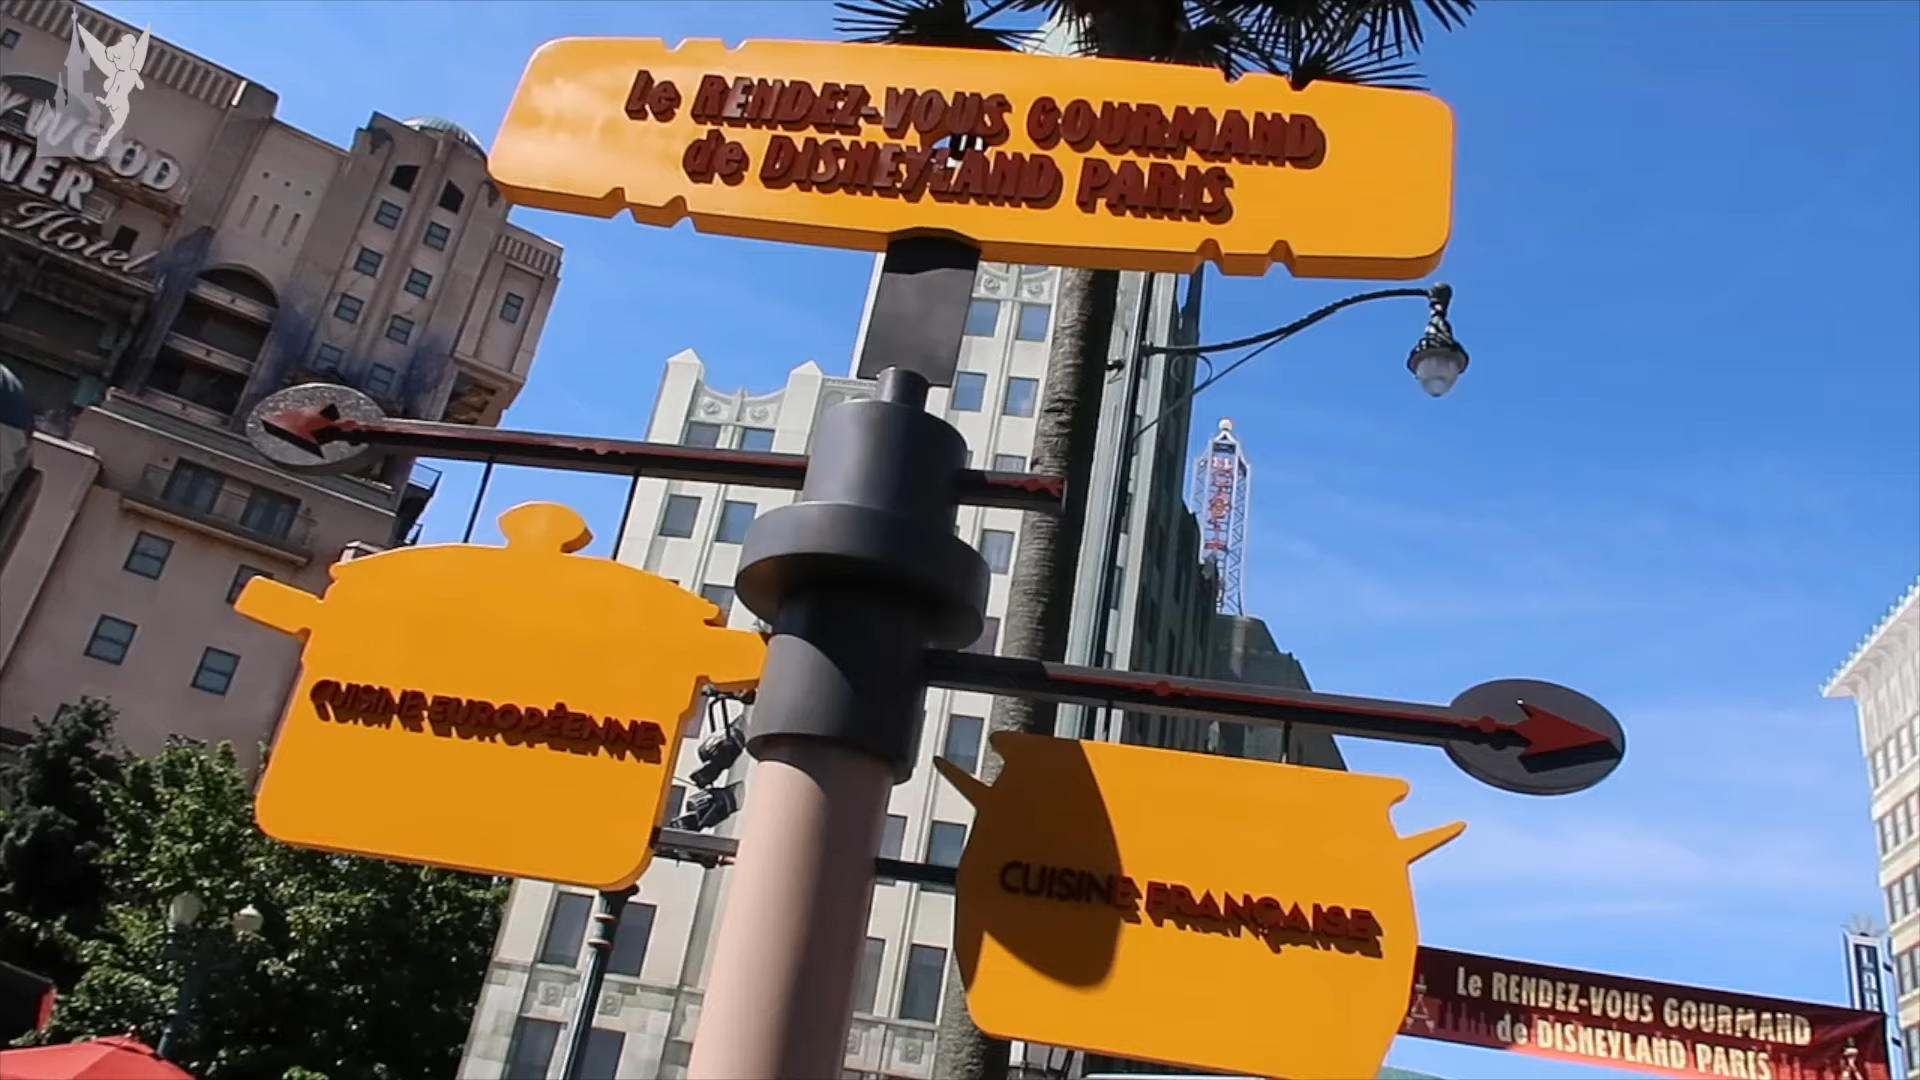 Le RENDEZ-VOUS GOURMAND
de DISNEYLAND PARIS
WOOD
Hotel
CUISINE EUROPÉENNE
CUISINE FRANÇAISE
Le RENDEZ-VOUS GOURMAND
de DISNEYLAND PARIS